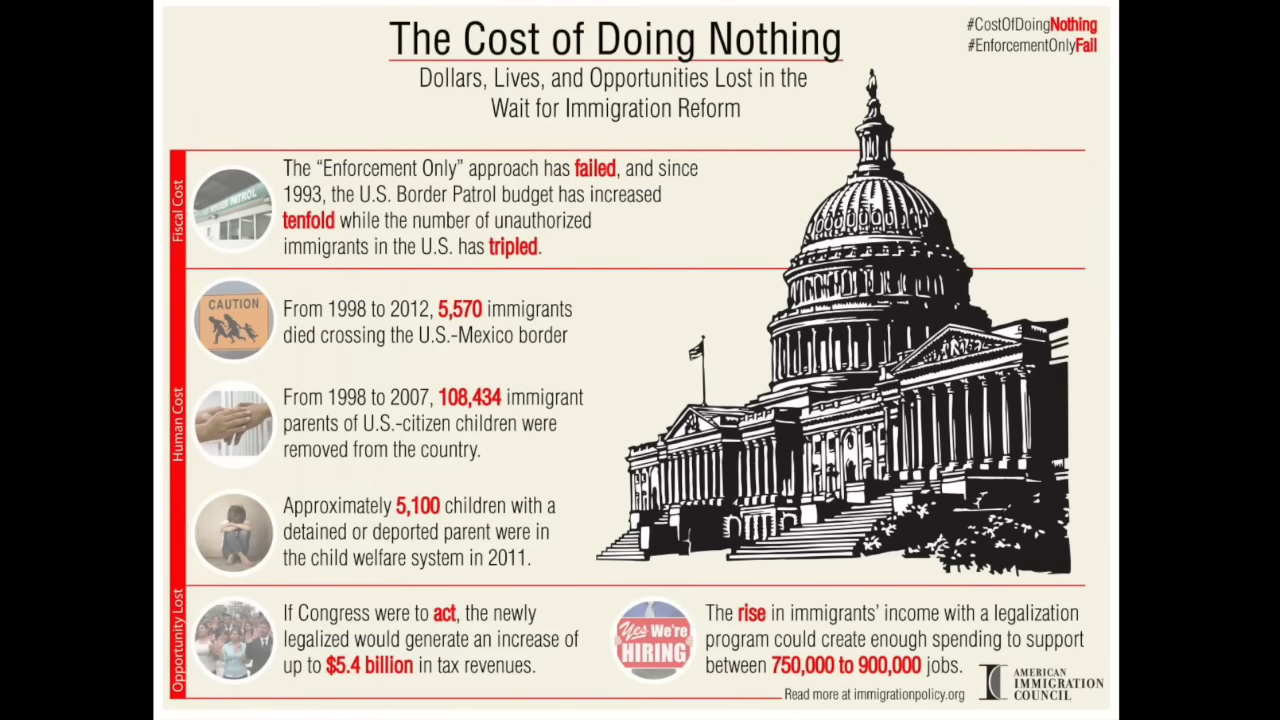 The Cost of Doing Nothing
Dollars, Lives, and Opportunities Lost in the
Wait for Immigration Reform
#CostOfDoingNothing
#EnforcementOnlyFail
Fiscal Cost
PATROL
The “Enforcement Only” approach has failed, and since
1993, the U.S. Border Patrol budget has increased
tenfold while the number of unauthorized
immigrants in the U.S. has tripled.
Human Cost
CAUTION
From 1998 to 2012, 5,570 immigrants
died crossing the U.S.-Mexico border
From 1998 to 2007, 108,434 immigrant
parents of U.S.-citizen children were
removed from the country.
Approximately 5,100 children with a
detained or deported parent were in
the child welfare system in 2011.
Opportunity Lost
If Congress were to act, the newly
legalized would generate an increase of
up to $5.4 billion in tax revenues.
Yes We're
HIRING
The rise in immigrants’ income with a legalization
program could create enough spending to support
between 750,000 to 900,000 jobs.
Read more at immigrationpolicy.org
AMERICAN
IMMIGRATION
COUNCIL